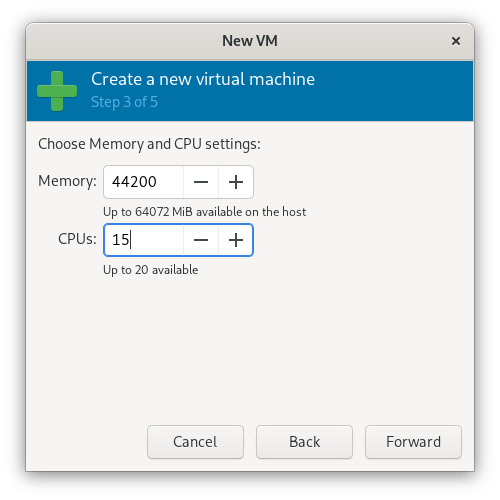 New VM ×
Create a new virtual machine
Step 3 of 5
Choose Memory and CPU settings:
Memory: 44200 − +
Up to 64072 MiB available on the host
CPUs: 15 − +
Up to 20 available
Cancel Back Forward